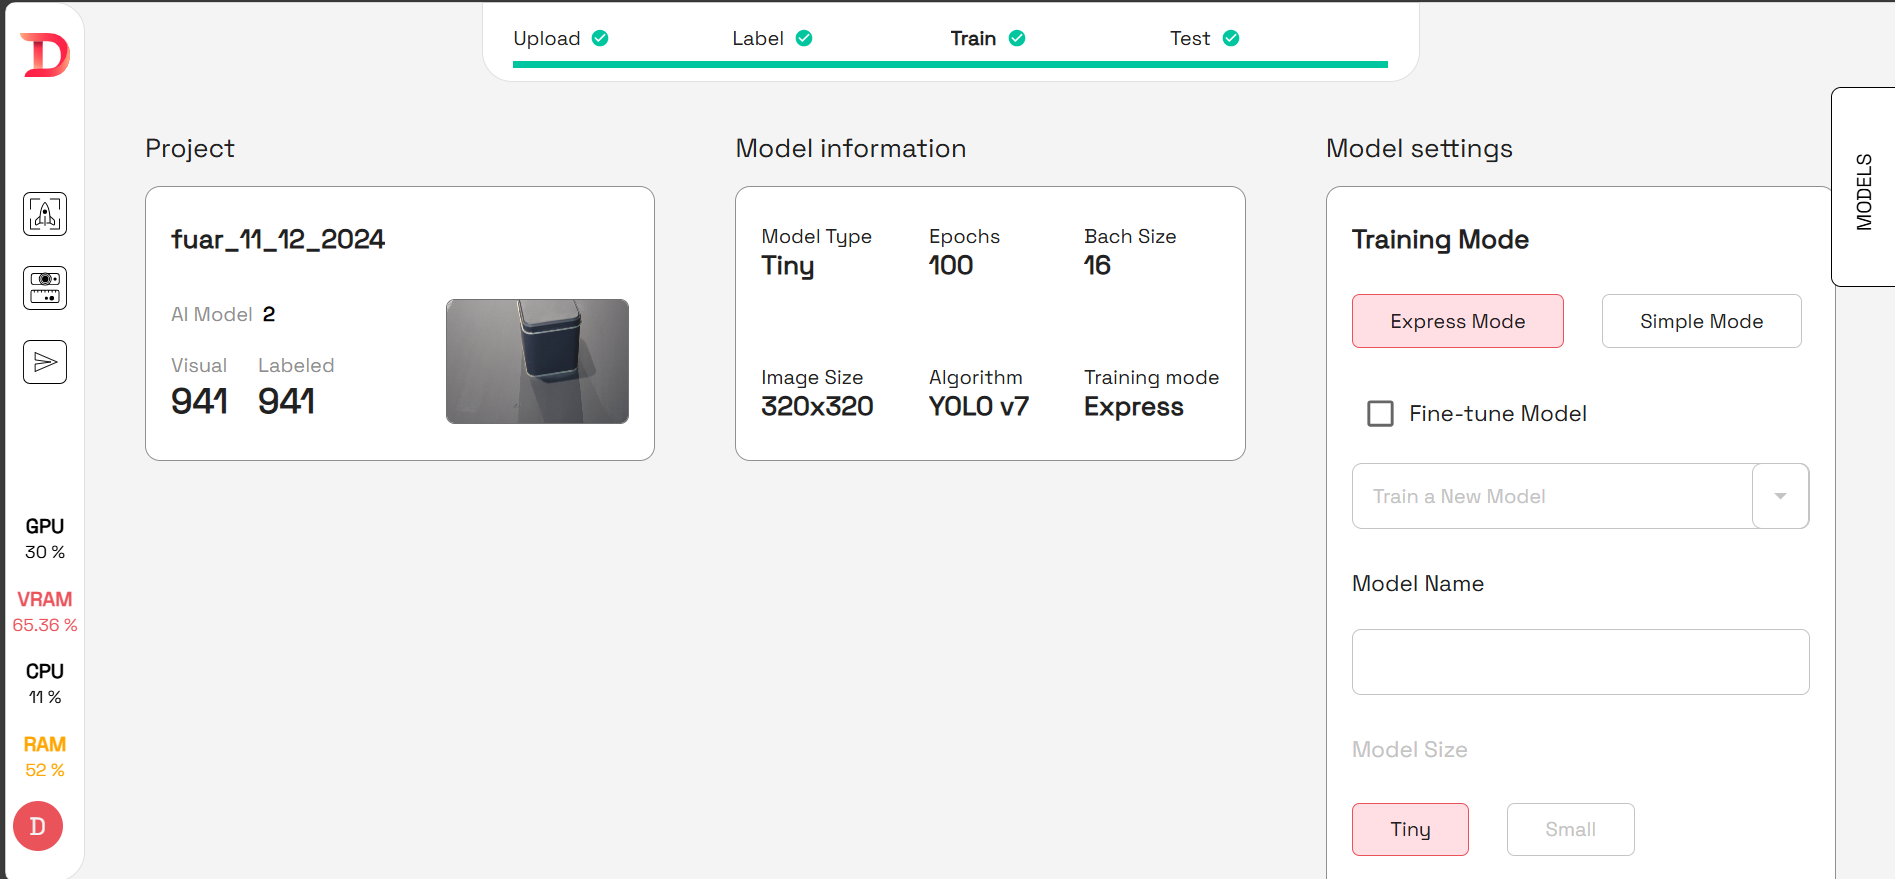 D
Upload
Label
Train
Test
MODELS
Project
fuar_11_12_2024
AI Model 2
Visual Labeled
941 941
Model information
Model Type Epochs Bach Size
Tiny 100 16
Image Size Algorithm Training mode
320x320 YOLO v7 Express
Model settings
Training Mode
Express Mode Simple Mode
Fine-tune Model
Train a New Model
Model Name
Model Size
Tiny Small
GPU
30 %
VRAM
65.36 %
CPU
11 %
RAM
52 %
D